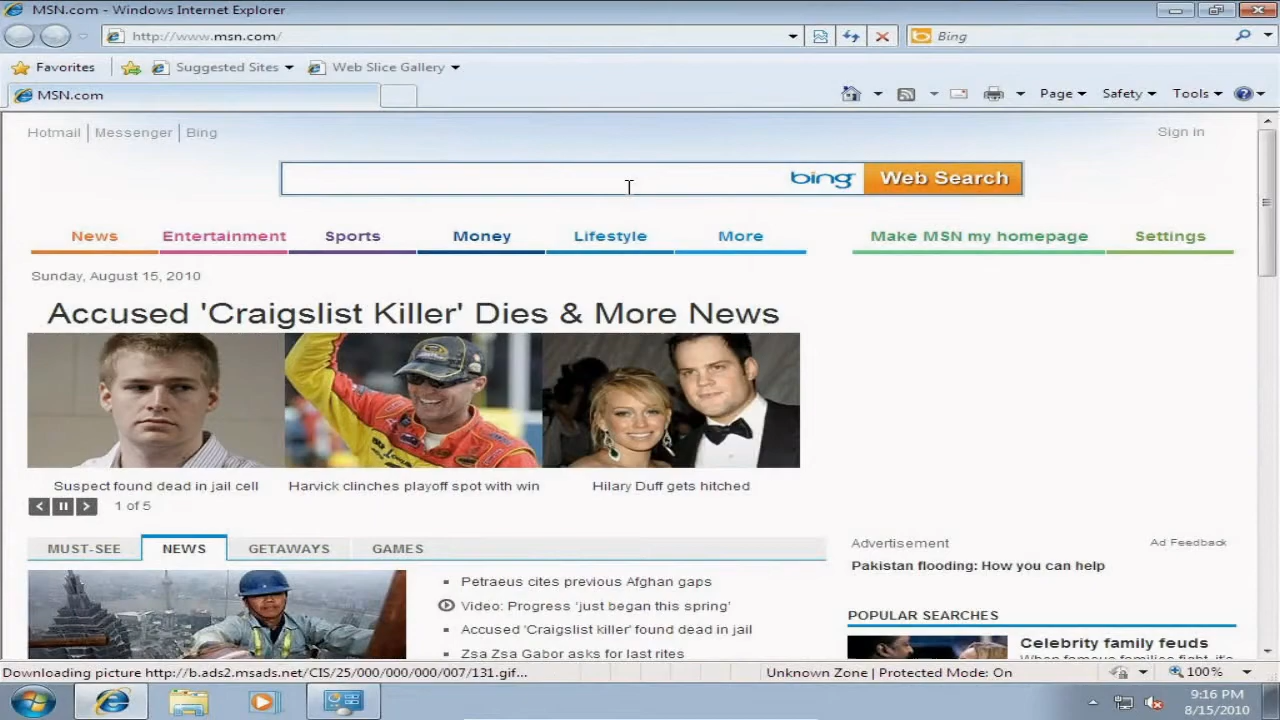 MSN.com - Windows Internet Explorer
http://www.msn.com/
Bing
Favorites Suggested Sites Web Slice Gallery
MSN.com
Page Safety Tools
Hotmail | Messenger | Bing
Sign in
bing Web Search
News Entertainment Sports Money Lifestyle More Make MSN my homepage Settings
Sunday, August 15, 2010
Accused 'Craigslist Killer' Dies & More News
Suspect found dead in jail cell
Harvick clinches playoff spot with win
Hilary Duff gets hitched
1 of 5
MUST-SEE NEWS GETAWAYS GAMES
Petraeus cites previous Afghan gaps
Video: Progress 'just began this spring'
Accused 'Craigslist killer' found dead in jail
Zsa Zsa Gabor asks for last rites
Advertisement
Ad Feedback
Pakistan flooding: How you can help
POPULAR SEARCHES
Celebrity family feuds
When famous families fight, it's
Downloading picture http://b.ads2.msads.net/CIS/25/000/000/000/007/131.gif...
Unknown Zone | Protected Mode: On
100%
9:16 PM
8/15/2010